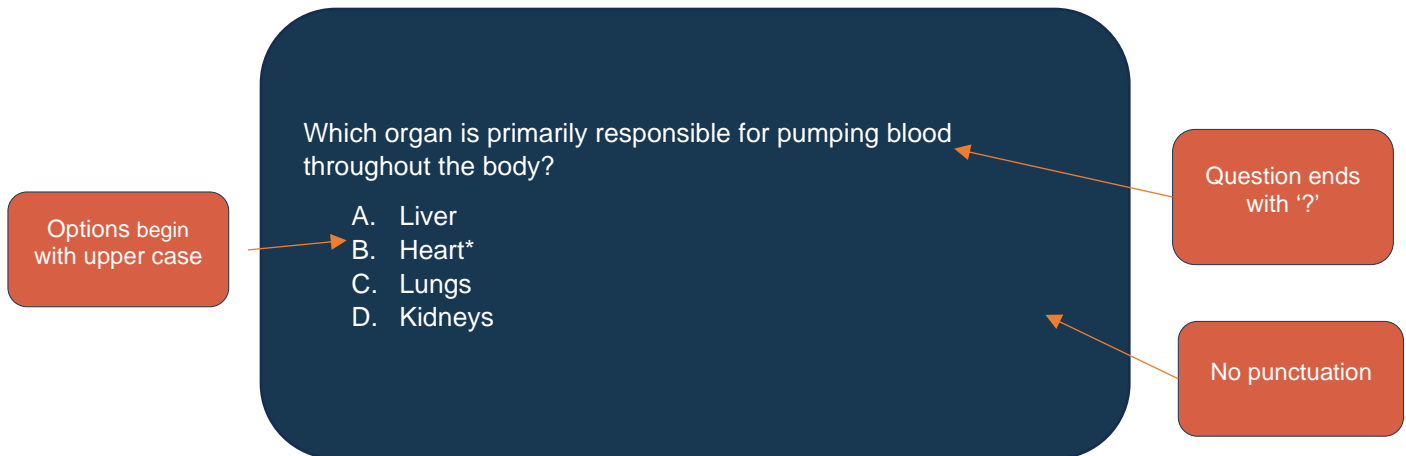 Which organ is primarily responsible for pumping blood
throughout the body?
A. Liver
B. Heart*
C. Lungs
D. Kidneys
Options begin
with upper case
Question ends
with ‘?’
No punctuation